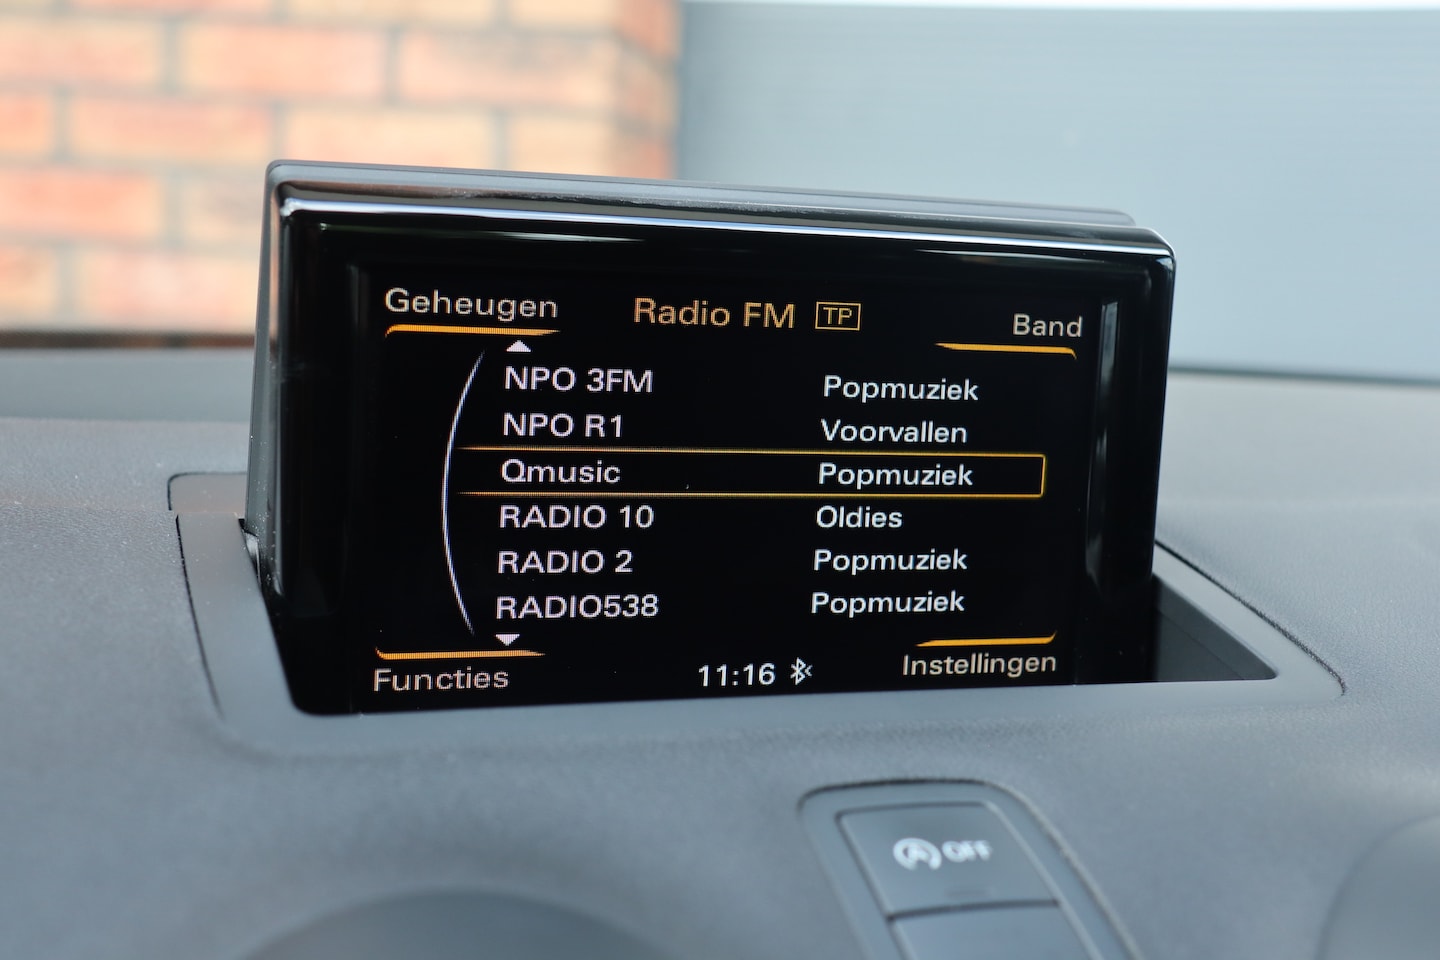 Geheugen Radio FM TP Band
NPO 3FM Popmuziek
NPO R1 Voorvallen
Qmusic Popmuziek
RADIO 10 Oldies
RADIO 2 Popmuziek
RADIO538 Popmuziek
Functies 11:16 Instellingen
A OFF